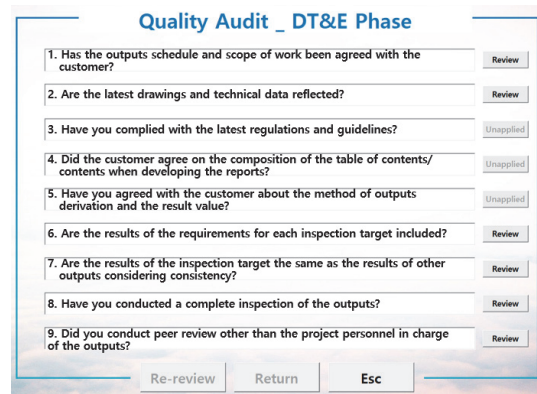 Quality Audit _ DT&E Phase
1. Has the outputs schedule and scope of work been agreed with the
customer?
Review
2. Are the latest drawings and technical data reflected?
Review
3. Have you complied with the latest regulations and guidelines?
Unapplied
4. Did the customer agree on the composition of the table of contents/
contents when developing the reports?
Unapplied
5. Have you agreed with the customer about the method of outputs
derivation and the result value?
Unapplied
6. Are the results of the requirements for each inspection target included?
Review
7. Are the results of the inspection target the same as the results of other
outputs considering consistency?
Review
8. Have you conducted a complete inspection of the outputs?
Review
9. Did you conduct peer review other than the project personnel in charge
of the outputs?
Review
Re-review Return Esc